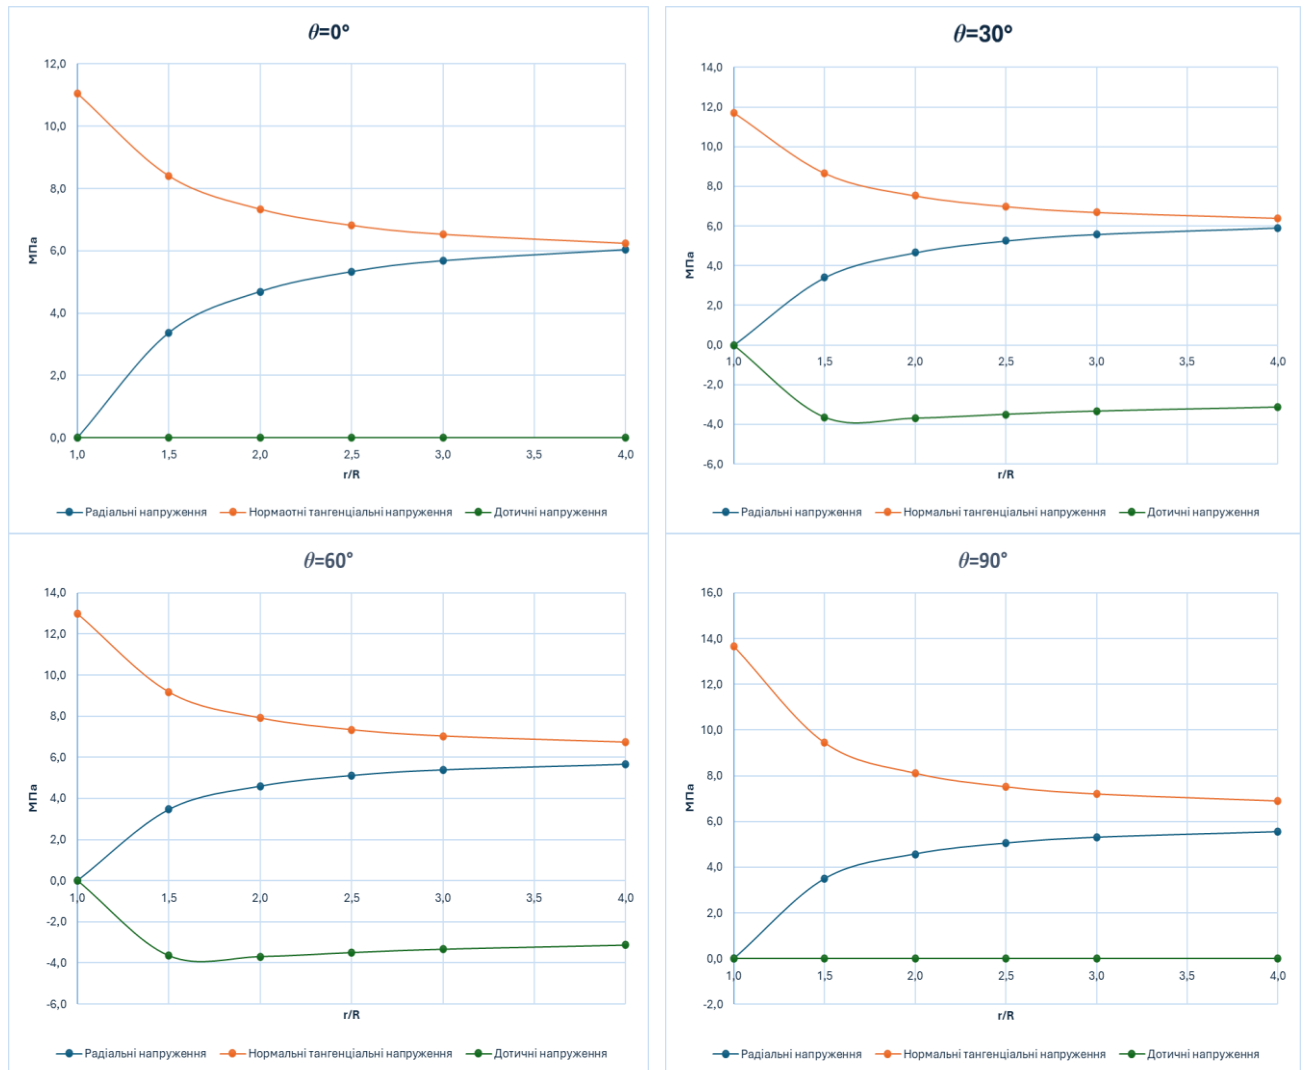 θ=0°
12,0
10,0
8,0
6,0
4,0
2,0
0,0
МПа
1,0 1,5 2,0 2,5 3,0 3,5 4,0
r/R
Радіальні напруження Нормаотні тангенціальні напруження Дотичні напруження
θ=30°
14,0
12,0
10,0
8,0
6,0
4,0
2,0
0,0
-2,0
-4,0
-6,0
МПа
1,0 1,5 2,0 2,5 3,0 3,5 4,0
r/R
Радіальні напруження Нормальні тангенціальні напруження Дотичні напруження
θ=60°
14,0
12,0
10,0
8,0
6,0
4,0
2,0
0,0
-2,0
-4,0
-6,0
МПа
1,0 1,5 2,0 2,5 3,0 3,5 4,0
r/R
Радіальні напруження Нормальні тангенціальні напруження Дотичні напруження
θ=90°
16,0
14,0
12,0
10,0
8,0
6,0
4,0
2,0
0,0
-2,0
МПа
1,0 1,5 2,0 2,5 3,0 3,5 4,0
r/R
Радіальні напруження Нормальні тангенціальні напруження Дотичні напруження